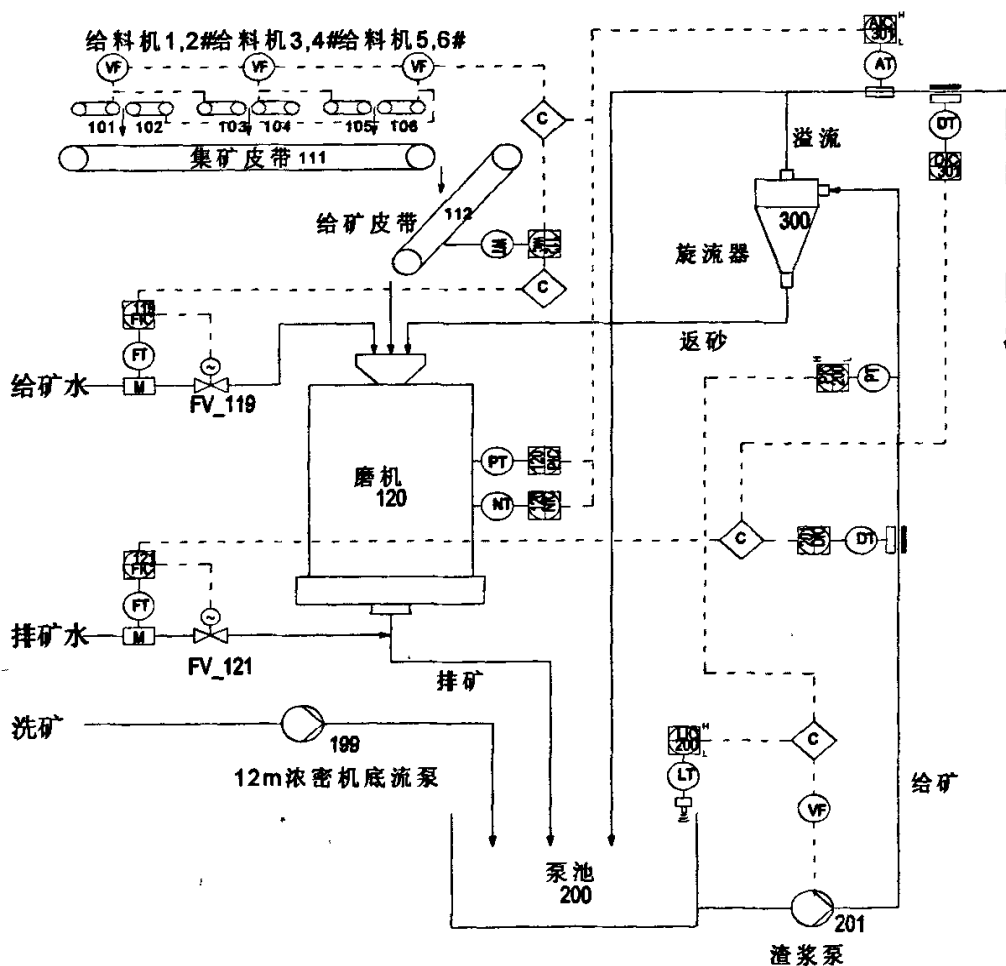 给料机1,2#给料机3,4#给料机5,6#
VF
VF
VF
101
102
103
104
105
106
集矿皮带 111
C
AIC
301
H
L
AT
DT
DIC
301
溢流
300
旋流器
112
给矿皮带
C
返砂
119
FIC
FT
给矿水
M
~
FV_119
磨机
120
PT
120
NT
H
L
200
PT
C
DT
121
FIC
FT
排矿水
M
~
FV_121
排矿
洗矿
199
12m浓密机底流泵
LIC
200
H
L
LT
C
VF
给矿
泵池
200
201
渣浆泵